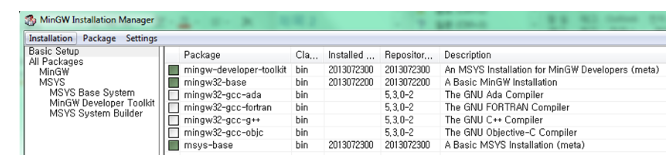 MinGW Installation Manager
Installation Package Settings
Basic Setup
All Packages
MinGW
MSYS
MSYS Base System
MinGW Developer Toolkit
MSYS System Builder
Package Cla... Installed ... Repositor... Description
mingw-developer-toolkit bin 2013072300 2013072300 An MSYS Installation for MinGW Developers (meta)
mingw32-base bin 2013072200 2013072200 A Basic MinGW Installation
mingw32-gcc-ada bin 5,3,0-2 The GNU Ada Compiler
mingw32-gcc-fortran bin 5,3,0-2 The GNU FORTRAN Compiler
mingw32-gcc-g++ bin 5,3,0-2 The GNU C++ Compiler
mingw32-gcc-objc bin 5,3,0-2 The GNU Objective-C Compiler
msys-base bin 2013072300 2013072300 A Basic MSYS Installation (meta)